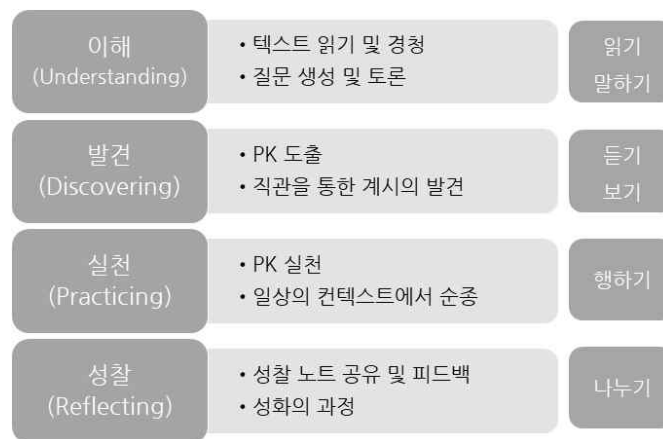 이해
(Understanding)
• 텍스트 읽기 및 경청
• 질문 생성 및 토론
읽기
말하기
발견
(Discovering)
• PK 도출
• 직관을 통한 계시의 발견
듣기
보기
실천
(Practicing)
• PK 실천
• 일상의 컨텍스트에서 순종
행하기
성찰
(Reflecting)
• 성찰 노트 공유 및 피드백
• 성화의 과정
나누기